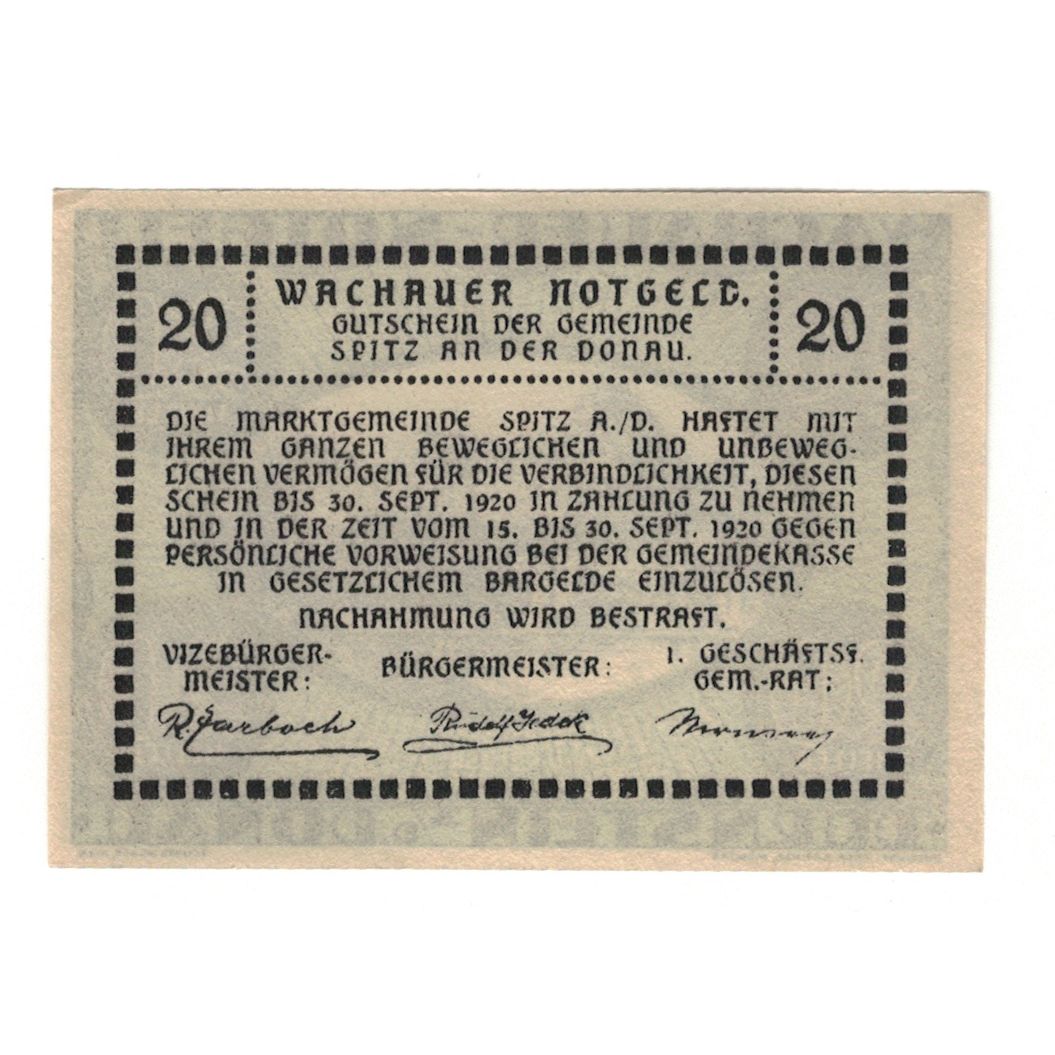 WACHAUER NOTGELD.
20 GUTSCHEIN DER GEMEINDE 20
SPITZ AN DER DONAU.
DIE MARKTGEMEINDE SPITZ A./D. HAFTET MIT
IHREM GANZEN BEWEGLICHEN UND UNBEWEG-
LICHEN VERMÖGEN FÜR DIE VERBINDLICHKEIT, DIESEN
SCHEIN BIS 30. SEPT. 1920 IN ZAHLUNG ZU NEHMEN
UND IN DER ZEIT VOM 15. BIS 30. SEPT. 1920 GEGEN
PERSÖNLICHE VORWEISUNG BEI DER GEMEINDEKASSE
IN GESETZLICHEM BARGELDE EINZULÖSEN.
NACHAHMUNG WIRD BESTRAFT.
VIZEBÜRGER-
MEISTER:
BÜRGERMEISTER:
1. GESCHÄFTSF.
GEM.-RAT:
Rudolf